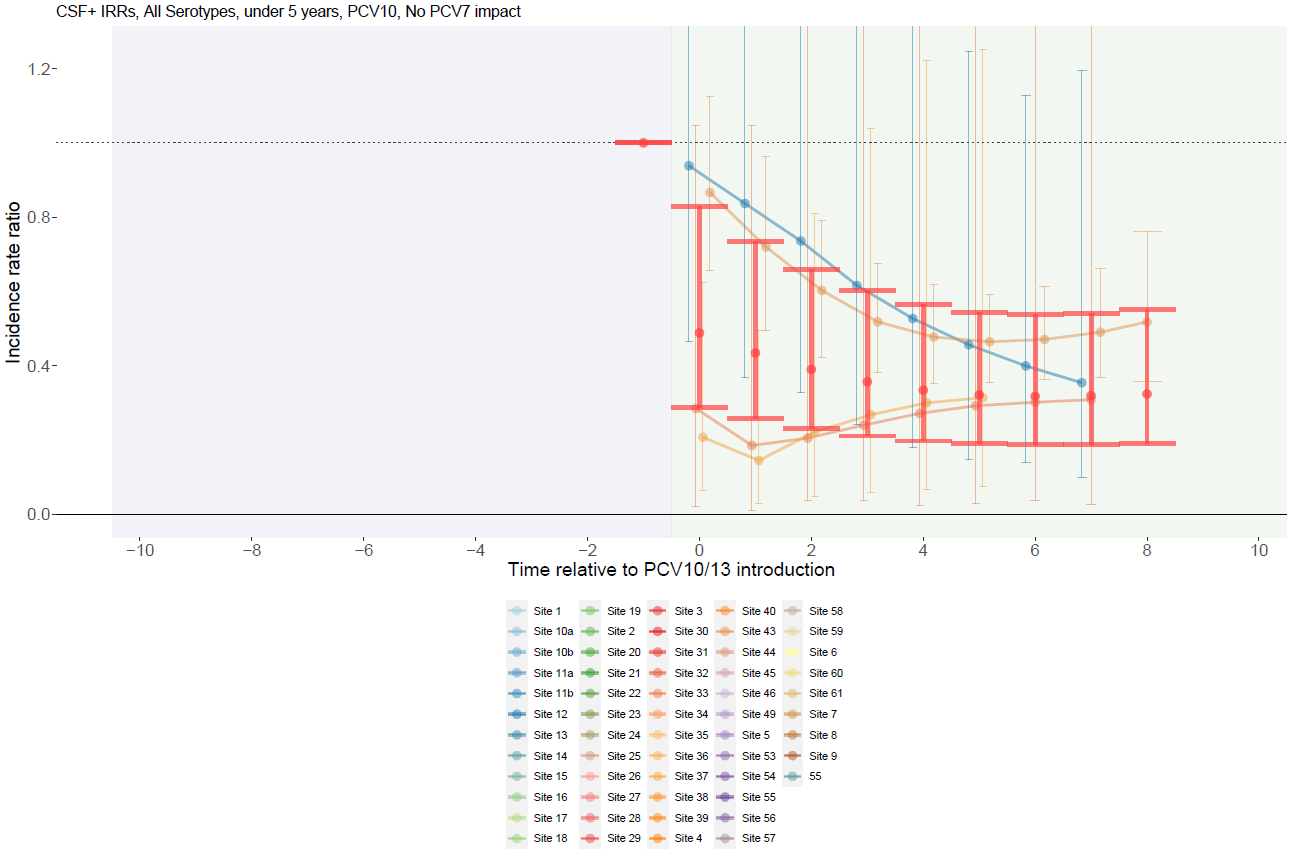 CSF+ IRRs, All Serotypes, under 5 years, PCV10, No PCV7 impact
Incidence rate ratio
1.2
0.8
0.4
0.0
−10 −8 −6 −4 −2 0 2 4 6 8 10
Time relative to PCV10/13 introduction
Site 1 Site 19 Site 3 Site 40 Site 58
Site 10a Site 2 Site 30 Site 43 Site 59
Site 10b Site 20 Site 31 Site 44 Site 6
Site 11a Site 21 Site 32 Site 45 Site 60
Site 11b Site 22 Site 33 Site 46 Site 61
Site 12 Site 23 Site 34 Site 49 Site 7
Site 13 Site 24 Site 35 Site 5 Site 8
Site 14 Site 25 Site 36 Site 53 Site 9
Site 15 Site 26 Site 37 Site 54 55
Site 16 Site 27 Site 38 Site 55
Site 17 Site 28 Site 39 Site 56
Site 18 Site 29 Site 4 Site 57